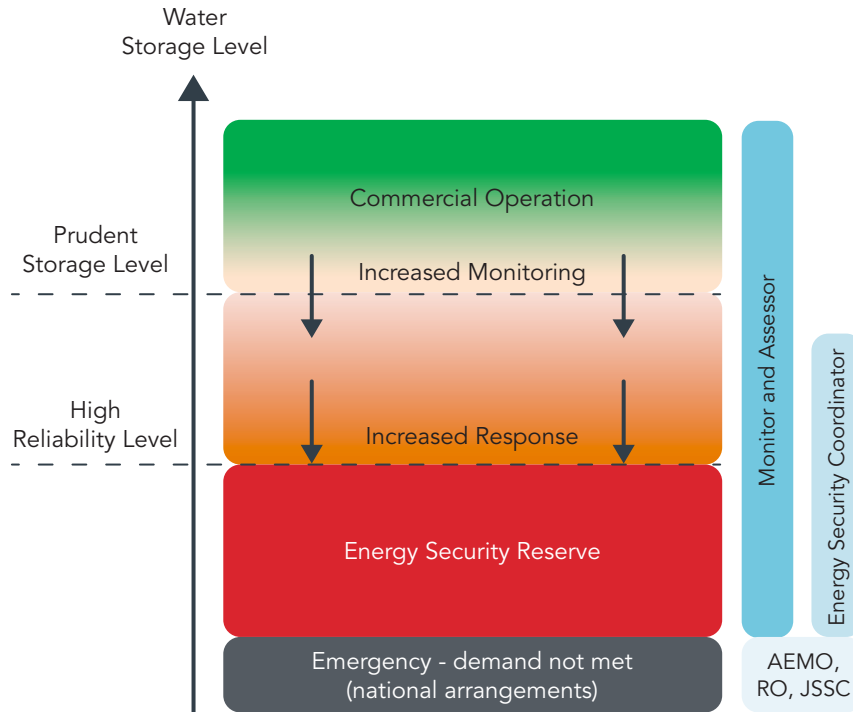 Water
Storage Level
Commercial Operation
Prudent
Storage Level
Increased Monitoring
High
Reliability Level
Increased Response
Energy Security Reserve
Emergency - demand not met
(national arrangements)
Monitor and Assessor
Energy Security Coordinator
AEMO,
RO, JSSC